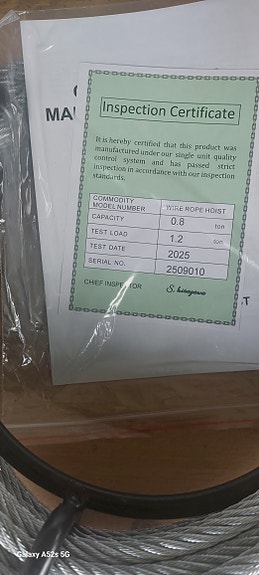 MA
Inspection Certificate
It is hereby certified that this product was
manufactured under our single unit quality
control system and has passed strict
inspection in accordance with our inspection
standards.
COMMODITY
MODEL NUMBER WIRE ROPE HOIST
CAPACITY 0.8 ton
TEST LOAD 1.2 ton
TEST DATE 2025
SERIAL NO. 2509010
CHIEF INSPECTOR
T
Galaxy A52s 5G